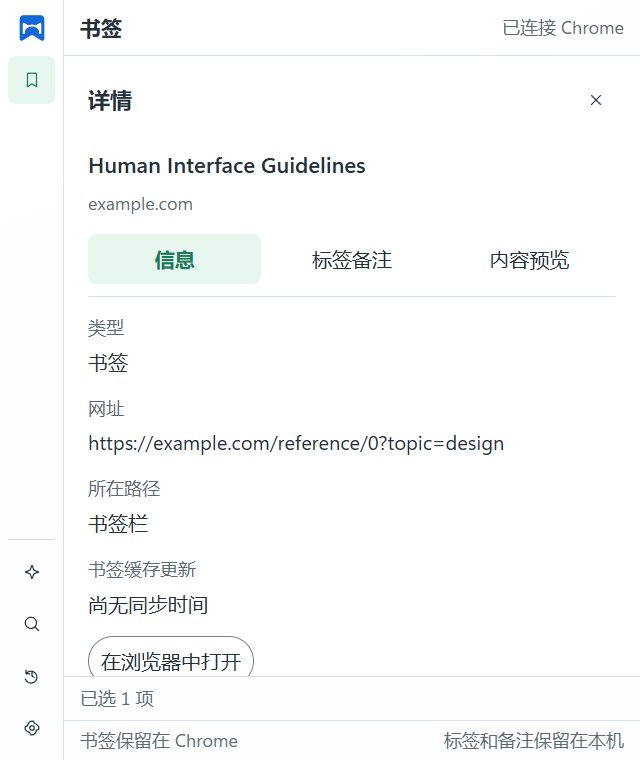 书签
已连接 Chrome
详情
Human Interface Guidelines
example.com
信息
标签备注
内容预览
类型
书签
网址
https://example.com/reference/0?topic=design
所在路径
书签栏
书签缓存更新
尚无同步时间
在浏览器中打开
已选 1 项
书签保留在 Chrome
标签和备注保留在本机